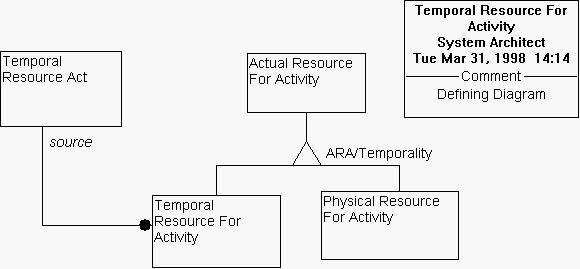 Temporal Resource For
Activity
System Architect
Tue Mar 31, 1998 14:14
Comment
Defining Diagram
Temporal
Resource Act
Actual Resource
For Activity
source
ARA/Temporality
Temporal
Resource For
Activity
Physical Resource
For Activity